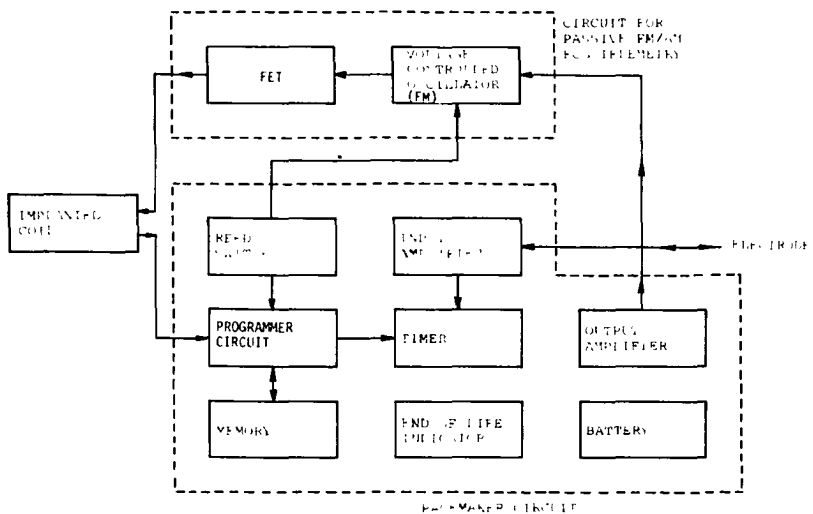 CIRCUIT FOR
PASSIVE FM/AM
ECG TELEMETRY
FET
VOLTAGE
CONTROLLED
OSCILLATOR
(FM)
IMPLANTED
COIL
REED
SWITCH
INPUT
AMPLIFIER
ELECTRODE
PROGRAMMER
CIRCUIT
TIMER
OUTPUT
AMPLIFIER
MEMORY
END OF LIFE
INDICATOR
BATTERY
PACEMAKER CIRCUIT